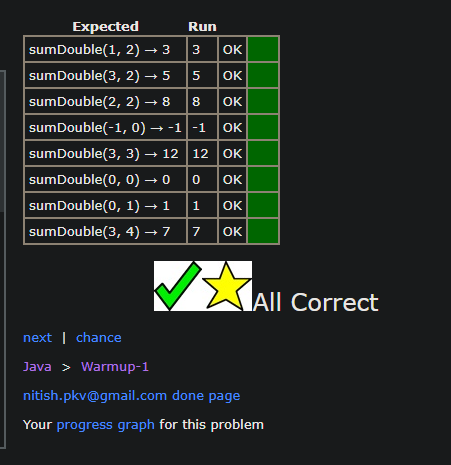 Expected Run
sumDouble(1, 2) → 3 3 OK
sumDouble(3, 2) → 5 5 OK
sumDouble(2, 2) → 8 8 OK
sumDouble(-1, 0) → -1 -1 OK
sumDouble(3, 3) → 12 12 OK
sumDouble(0, 0) → 0 0 OK
sumDouble(0, 1) → 1 1 OK
sumDouble(3, 4) → 7 7 OK
All Correct
next | chance
Java > Warmup-1
nitish.pkv@gmail.com done page
Your progress graph for this problem